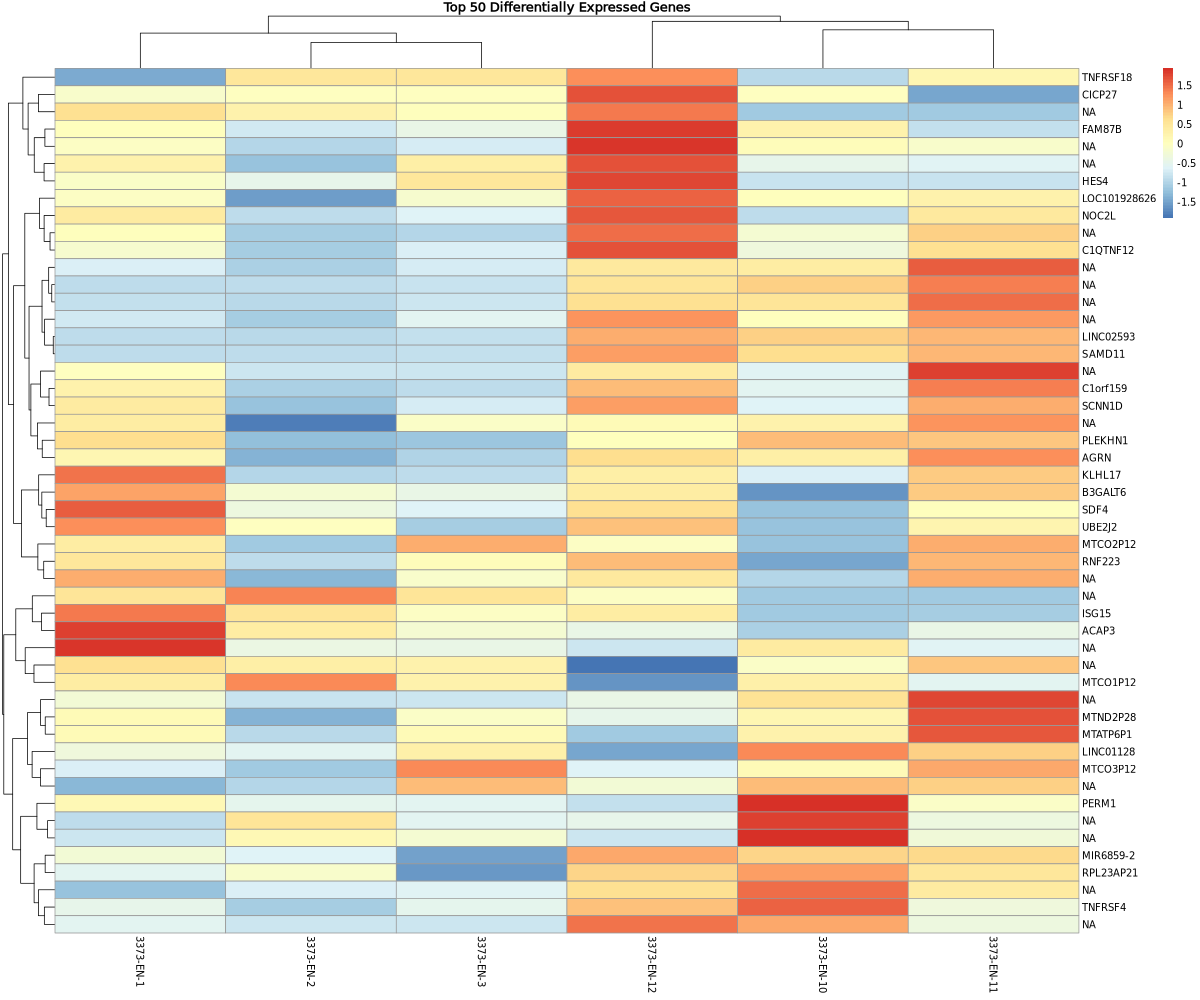 Top 50 Differentially Expressed Genes
TNFRSF18
CICP27
NA
FAM87B
NA
NA
HES4
LOC101928626
NOC2L
NA
C1QTNF12
NA
NA
NA
NA
LINC02593
SAMD11
NA
C1orf159
SCNN1D
NA
PLEKHN1
AGRN
KLHL17
B3GALT6
SDF4
UBE2J2
MTCO2P12
RNF223
NA
NA
ISG15
ACAP3
NA
NA
MTCO1P12
NA
MTND2P28
MTATP6P1
LINC01128
MTCO3P12
NA
PERM1
NA
NA
MIR6859-2
RPL23AP21
NA
TNFRSF4
NA
1.5
1
0.5
0
-0.5
-1
-1.5
3373-EN-1
3373-EN-2
3373-EN-3
3373-EN-12
3373-EN-10
3373-EN-11